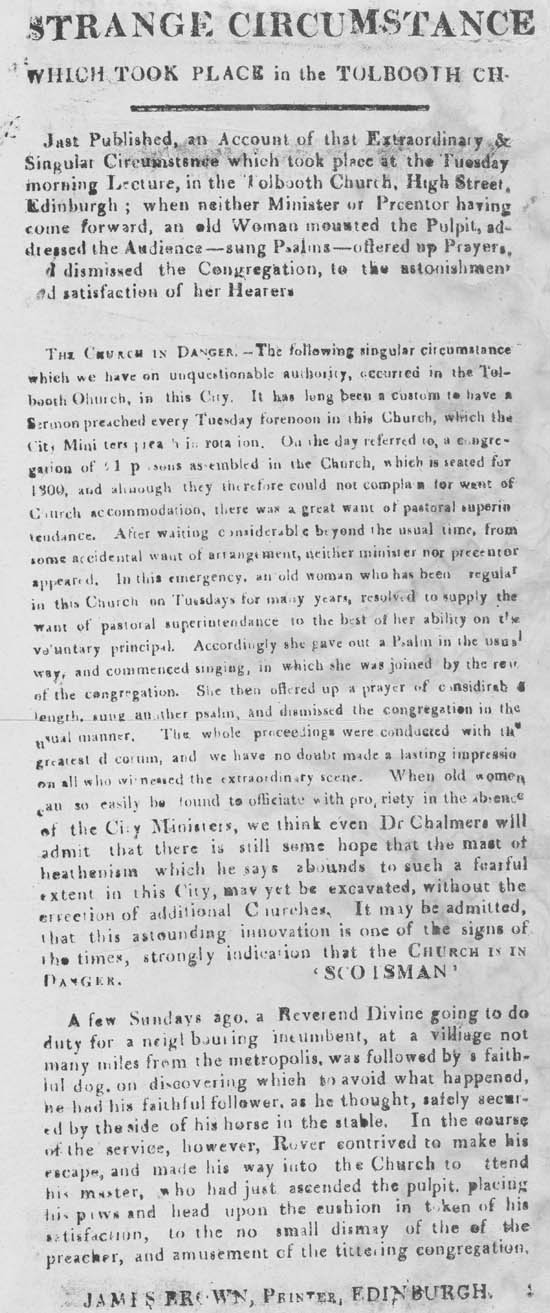 STRANGE CIRCUMSTANCE
WHICH TOOK PLACE in the TOLBOOTH CH-
Jast Published, an Account of that Extraordinary &
Singular Circumstsnce which took place at the Tuesday
morning Lecture, in the Tolbooth Church, High Street,
Edinburgh ; when neither Minister or Prcentor having
come forward, an old Woman mounted the Pulpit, ad-
dressed the Audience—sung Psalms—offered up Prayers,
d dismissed the Congregation, to the astonishmen
d satisfaction of her Hearers
THE CHURCH IN DANGER.—The following singular circumstance
which we have on unquestionable authority, occurred in the Tol-
booth Ohurch, in this City. It has long been a custom to have a
Sermon preached every Tuesday forenoon in this Church, which the
City Mini ters prea h in rota ion. On the day referred to, a congre-
gation of 1 p sons assembled in the Church, which is seated for
1300, and although they therefore could not complain for went of
Church accommodation, there was a great want of pastoral superin
tendance. After waiting considerable beyond the usual time, from
some accidental want of arrangement, neither minister nor precentor
appeared. In this emergency, an old woman who has been regular
in this Church on Tuesdays for many years, resolved to supply the
want of pastoral superintendance to the best of her ability on the
voluntary principal. Accordingly she gave out a Psalm in the usual
way, and commenced singing, in which she was joined by the
of the congregation. She then offered up a prayer of considirab e
length, sung another psalm, and dismissed the congregation in the
usual manner. The whole proceedings were conducted with the
greatest d corum, and we have no doubt made a lasting impressio
on all who witnessed the extraordinary scene. When old women
can so easily be found to officiate with pro, riety in the absence
of the City Ministers, we think even Dr Chalmers will
admit that there is still some hope that the mast of
heathenism which he says abounds to such a fearful
extent in this City, may yet be excavated, without the
errection of additional C urches. It may be admitted,
that this astounding innovation is one of the signs of
the times, strongly indication that the CHURCH IS IN
DANGER. ‘SCOTSMAN’
A few Sundays ago, a Reverend Divine going to do
duty for a neighbouring incumbent, at a villiage not
many miles from the metropolis, was followed by s faith-
ful dog, on discovering which to avoid what happened,
he had his faithful follower, as he thought, safely secur-
ed by the side of his horse in the stable. In the course
of the service, however, Rover contrived to make his
escape, and made his way into the Church to ttend
his master, who had just ascended the pulpit, placing
his paws and head upon the cushion in token of his
satisfaction, to the no small dismay of the of the
preacher, and amusement of the tittering congregation.
JAMES BROWN, PRINTER, EDINBURGH.